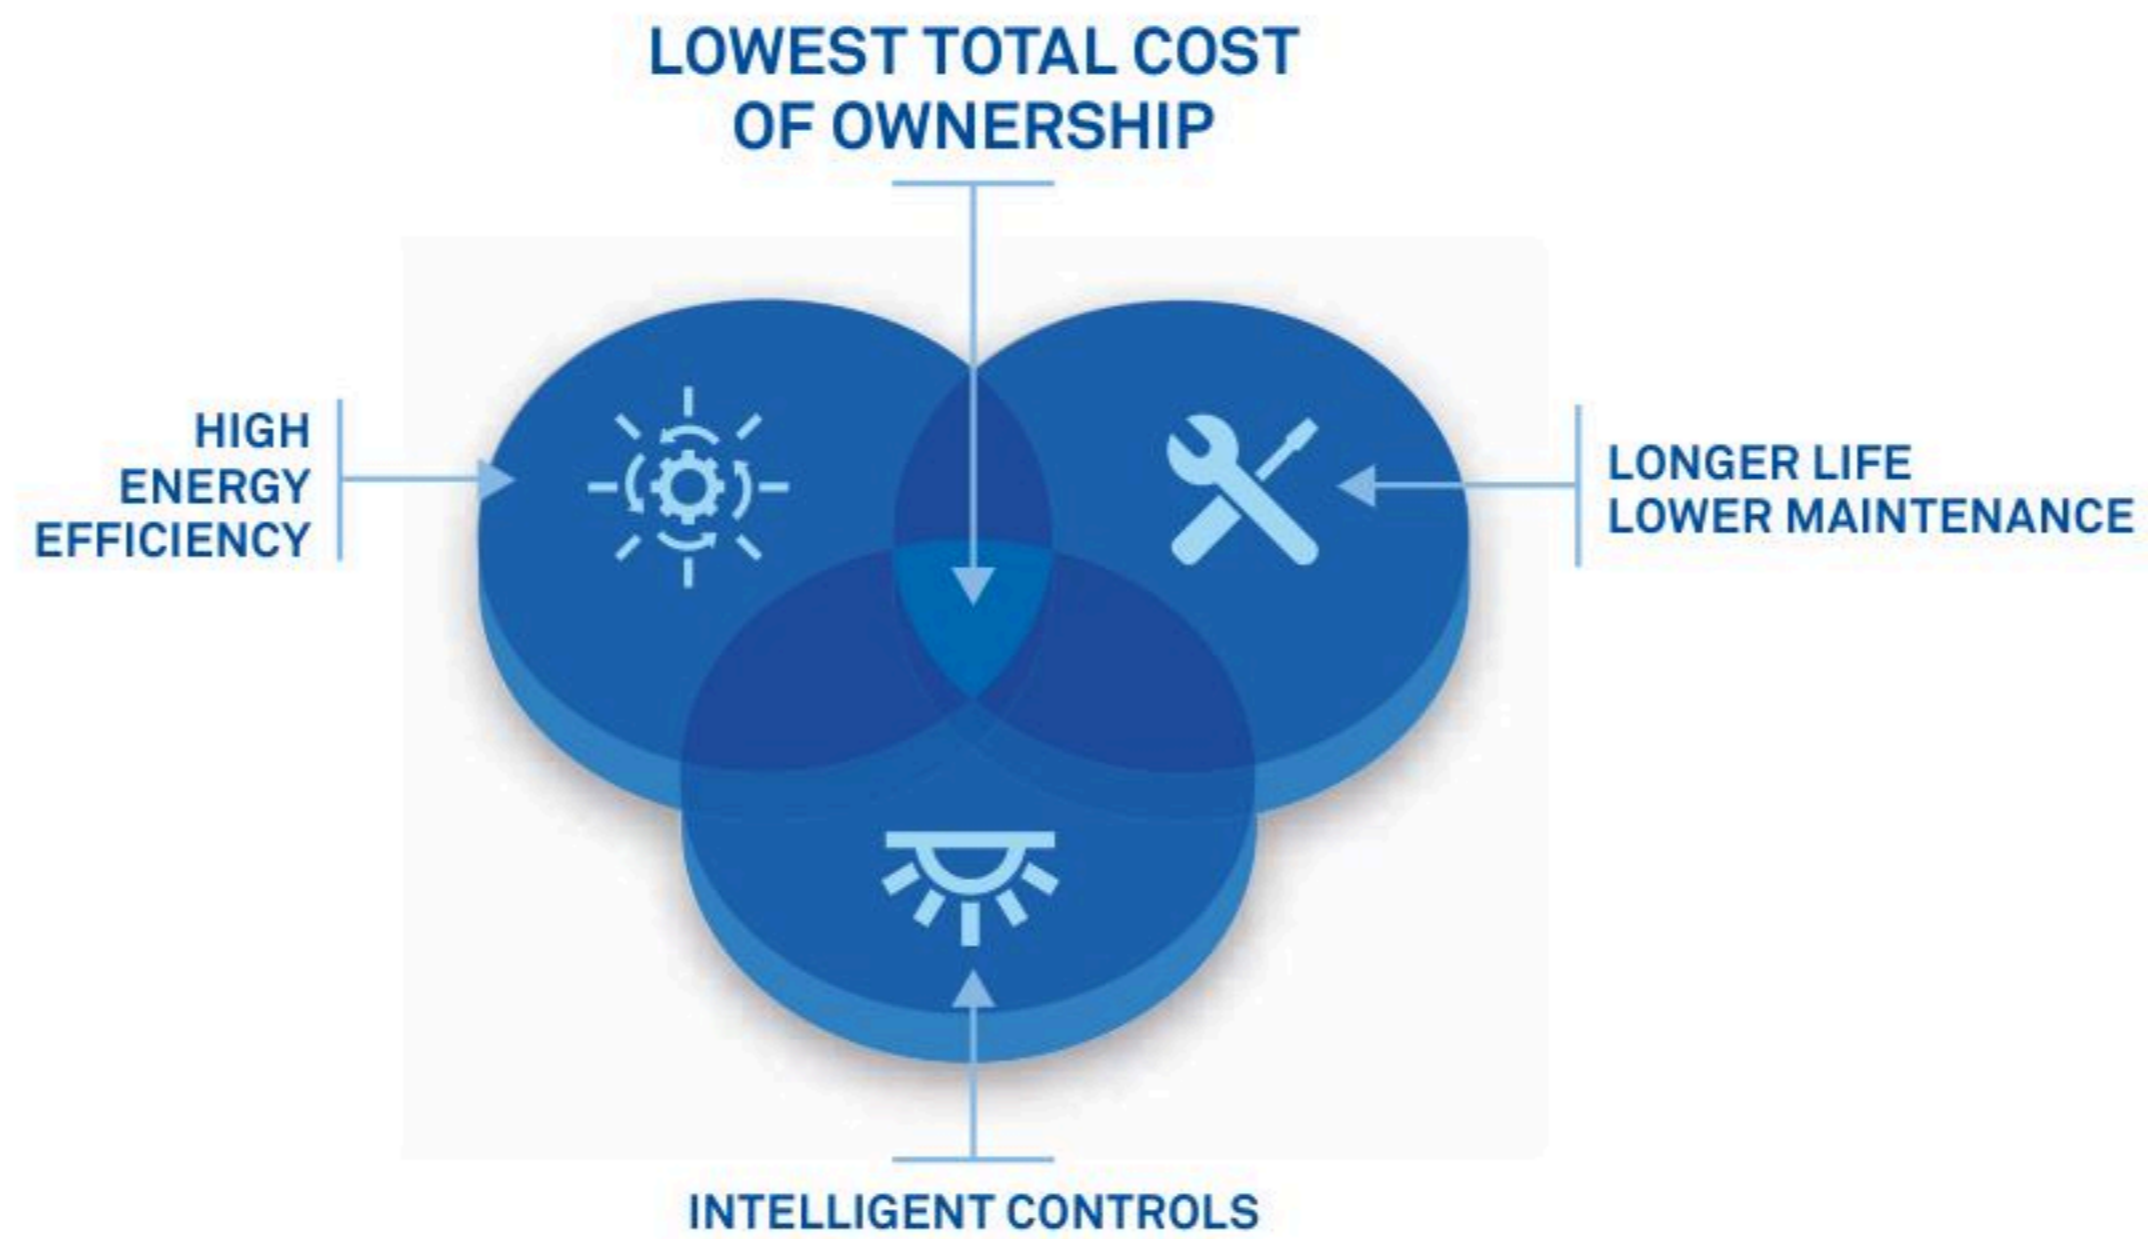 LOWEST TOTAL COST
OF OWNERSHIP
HIGH
ENERGY
EFFICIENCY
LONGER LIFE
LOWER MAINTENANCE
INTELLIGENT CONTROLS